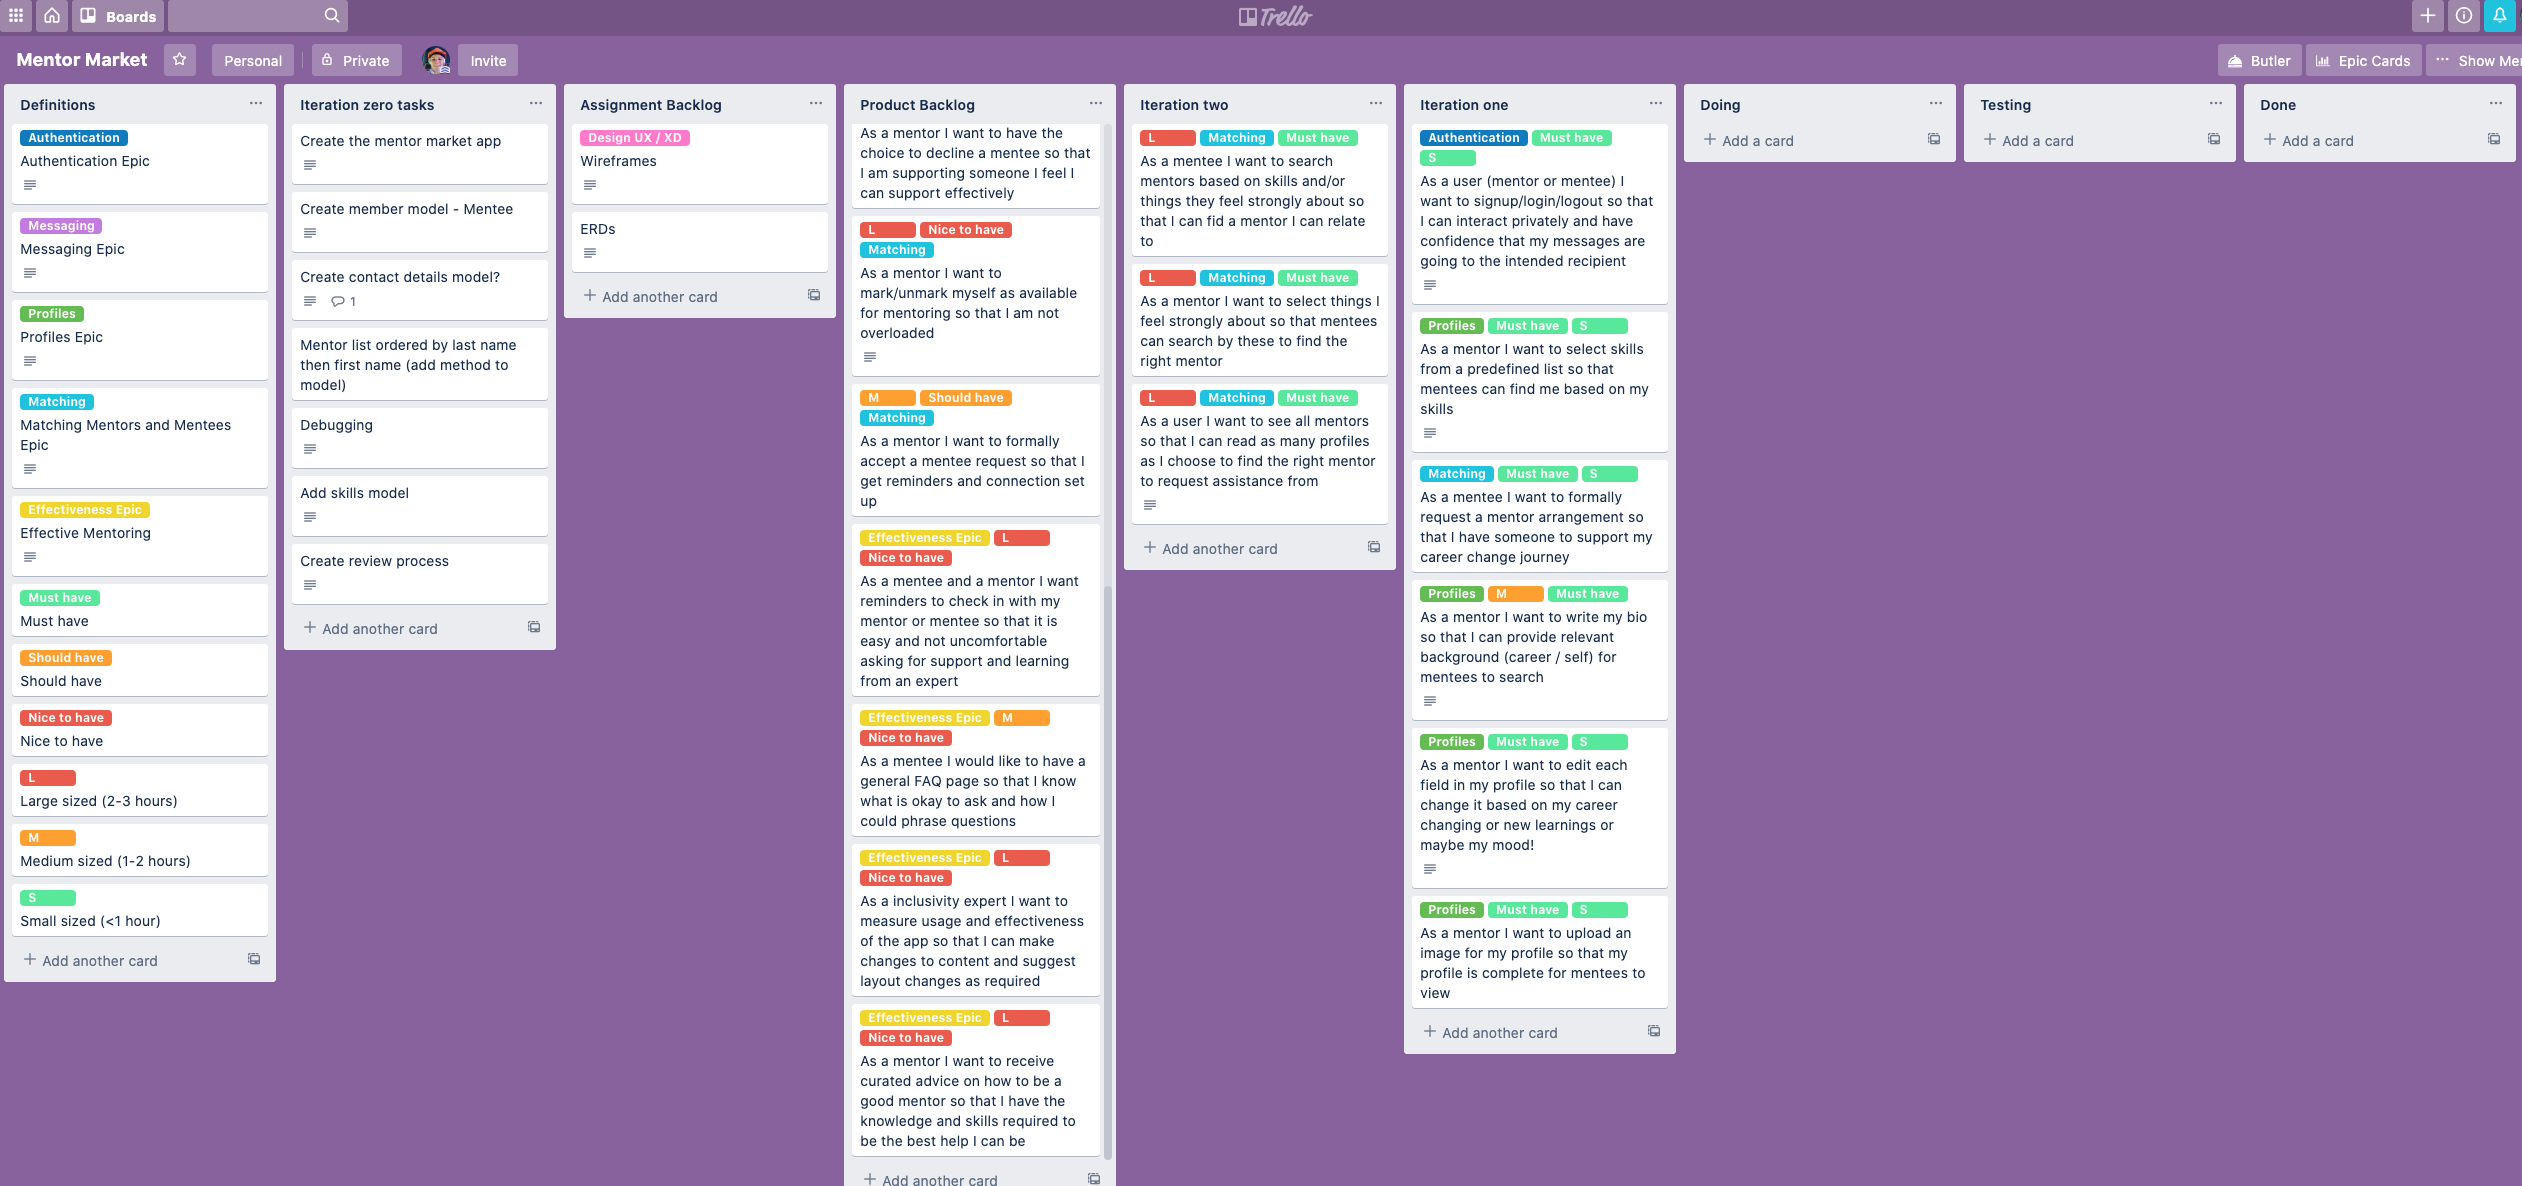 Boards
Trello
Mentor Market
Personal
Private
Invite
Butler
Epic Cards
Show Me
Definitions
Authentication
Authentication Epic
Messaging
Messaging Epic
Profiles
Profiles Epic
Matching
Matching Mentors and Mentees
Epic
Effectiveness Epic
Effective Mentoring
Must have
Must have
Should have
Should have
Nice to have
Nice to have
L
Large sized (2-3 hours)
M
Medium sized (1-2 hours)
S
Small sized (<1 hour)
+ Add another card
Iteration zero tasks
Create the mentor market app
Create member model - Mentee
Create contact details model?
1
Mentor list ordered by last name
then first name (add method to
model)
Debugging
Add skills model
Create review process
+ Add another card
Assignment Backlog
Design UX / XD
Wireframes
ERDs
+ Add another card
Product Backlog
As a mentor I want to have the
choice to decline a mentee so that
I am supporting someone I feel I
can support effectively
L Nice to have
Matching
As a mentor I want to
mark/unmark myself as available
for mentoring so that I am not
overloaded
M Should have
Matching
As a mentor I want to formally
accept a mentee request so that I
get reminders and connection set
up
Effectiveness Epic L
Nice to have
As a mentee and a mentor I want
reminders to check in with my
mentor or mentee so that it is
easy and not uncomfortable
asking for support and learning
from an expert
Effectiveness Epic M
Nice to have
As a mentee I would like to have a
general FAQ page so that I know
what is okay to ask and how I
could phrase questions
Effectiveness Epic L
Nice to have
As a inclusivity expert I want to
measure usage and effectiveness
of the app so that I can make
changes to content and suggest
layout changes as required
Effectiveness Epic L
Nice to have
As a mentor I want to receive
curated advice on how to be a
good mentor so that I have the
knowledge and skills required to
be the best help I can be
+ Add another card
Iteration two
L Matching Must have
As a mentee I want to search
mentors based on skills and/or
things they feel strongly about so
that I can fid a mentor I can relate
to
L Matching Must have
As a mentor I want to select things I
feel strongly about so that mentees
can search by these to find the
right mentor
L Matching Must have
As a user I want to see all mentors
so that I can read as many profiles
as I choose to find the right mentor
to request assistance from
+ Add another card
Iteration one
Authentication Must have
S
As a user (mentor or mentee) I
want to signup/login/logout so that
I can interact privately and have
confidence that my messages are
going to the intended recipient
Profiles Must have S
As a mentor I want to select skills
from a predefined list so that
mentees can find me based on my
skills
Matching Must have S
As a mentee I want to formally
request a mentor arrangement so
that I have someone to support my
career change journey
Profiles M Must have
As a mentor I want to write my bio
so that I can provide relevant
background (career / self) for
mentees to search
Profiles Must have S
As a mentor I want to edit each
field in my profile so that I can
change it based on my career
changing or new learnings or
maybe my mood!
Profiles Must have S
As a mentor I want to upload an
image for my profile so that my
profile is complete for mentees to
view
+ Add another card
Doing
+ Add a card
Testing
+ Add a card
Done
+ Add a card